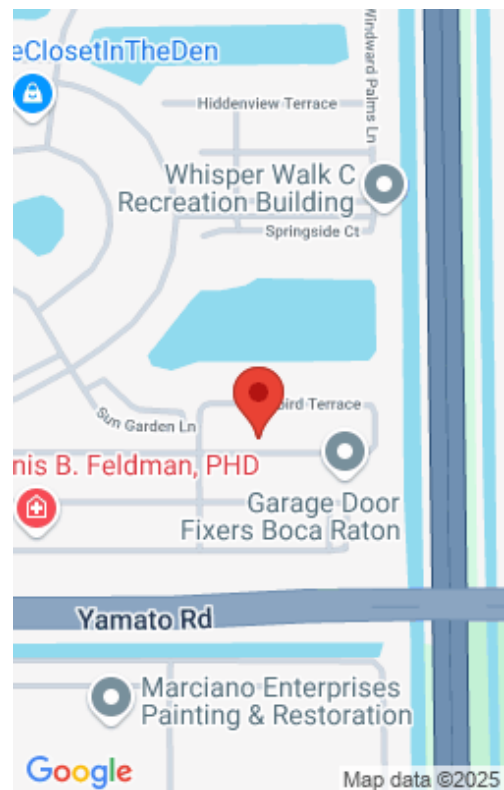 eClosetInTheDen
Windward Palms Ln
Hiddenview Terrace
Whisper Walk C
Recreation Building
Springside Ct
bird Terrace
Sun Garden Ln
nis B. Feldman, PHD
Garage Door
Fixers Boca Raton
Yamato Rd
Marciano Enterprises
Painting & Restoration
Google
Map data ©2025